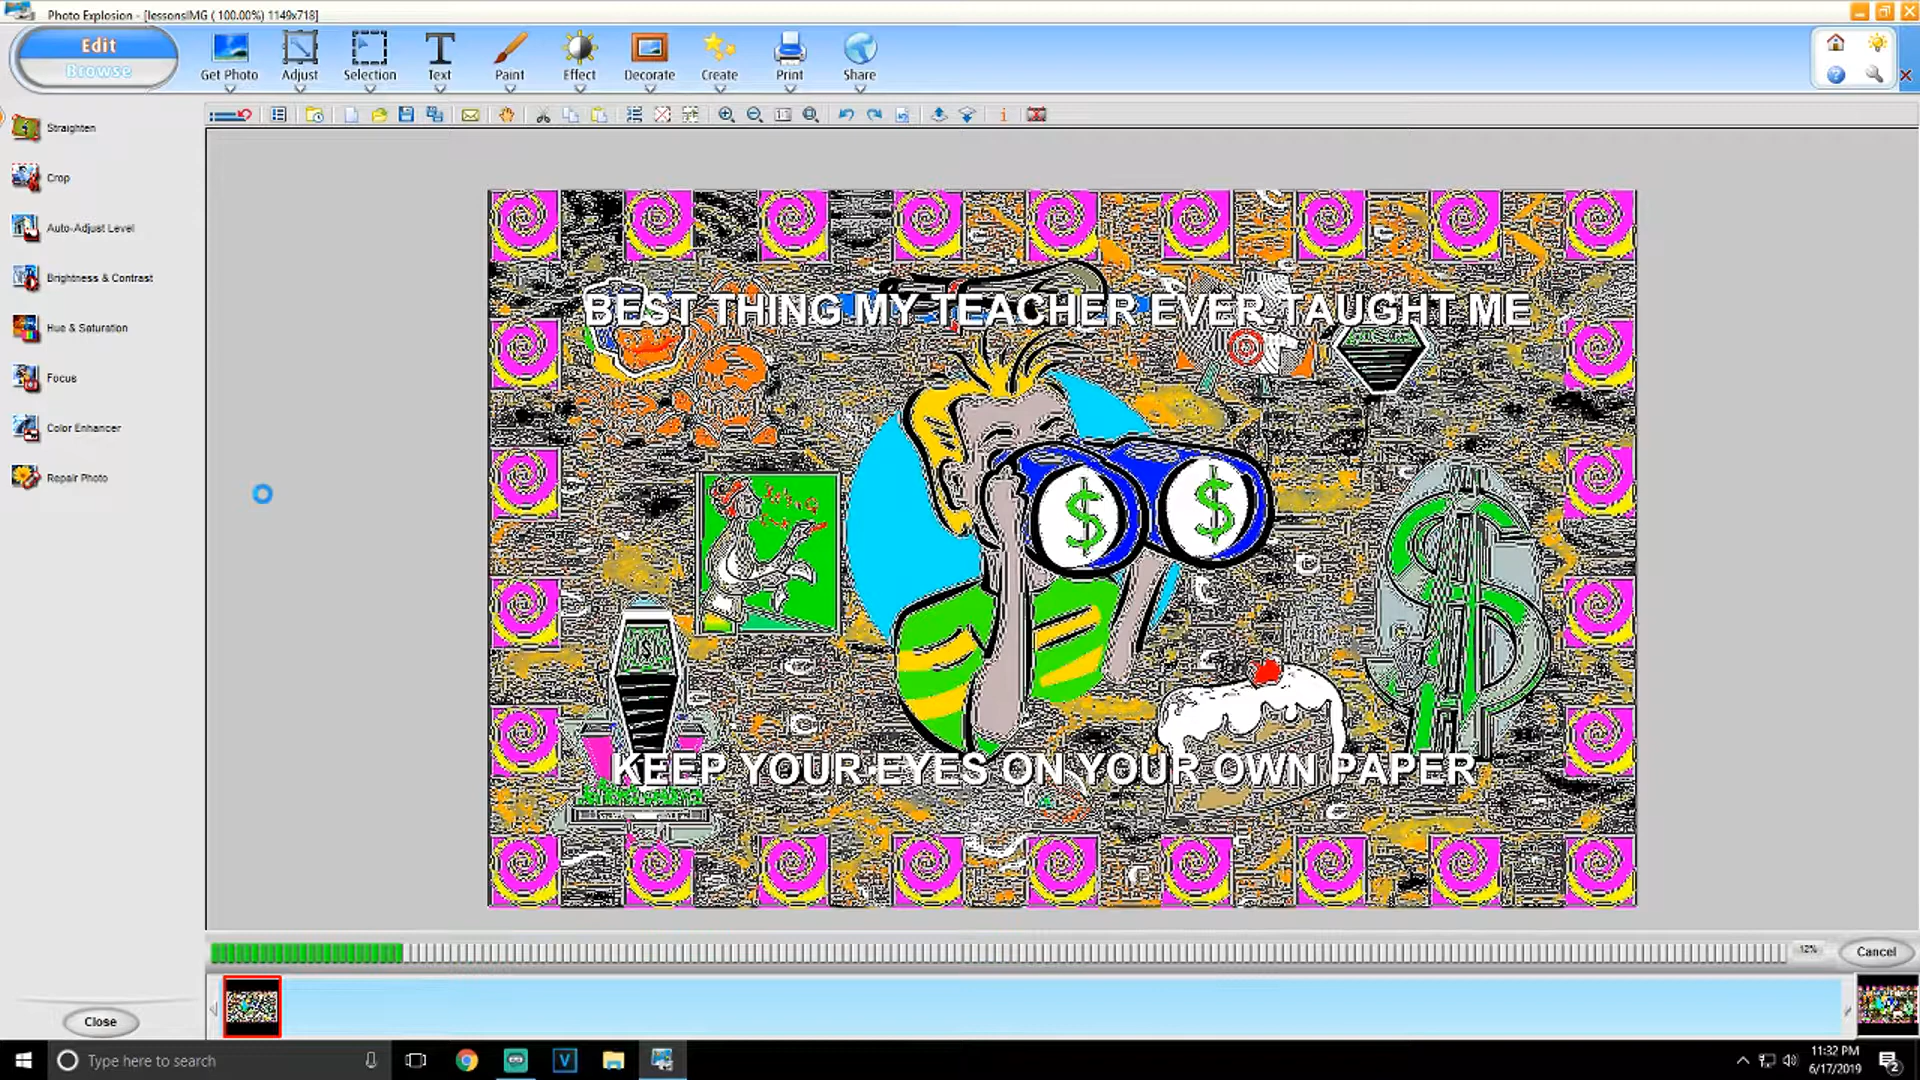 Photo Explosion - [lessonsIMG ( 100.00%) 1149x718]
Edit
Browse
Get Photo
Adjust
Selection
Text
Paint
Effect
Decorate
Create
Print
Share
Straighten
Crop
Auto-Adjust Level
Brightness & Contrast
Hue & Saturation
Focus
Color Enhancer
Repair Photo
BEST THING MY TEACHER EVER TAUGHT ME
$ $
$
KEEP YOUR EYES ON YOUR OWN PAPER
12%
Cancel
Close
Type here to search
11:32 PM
6/17/2019
2